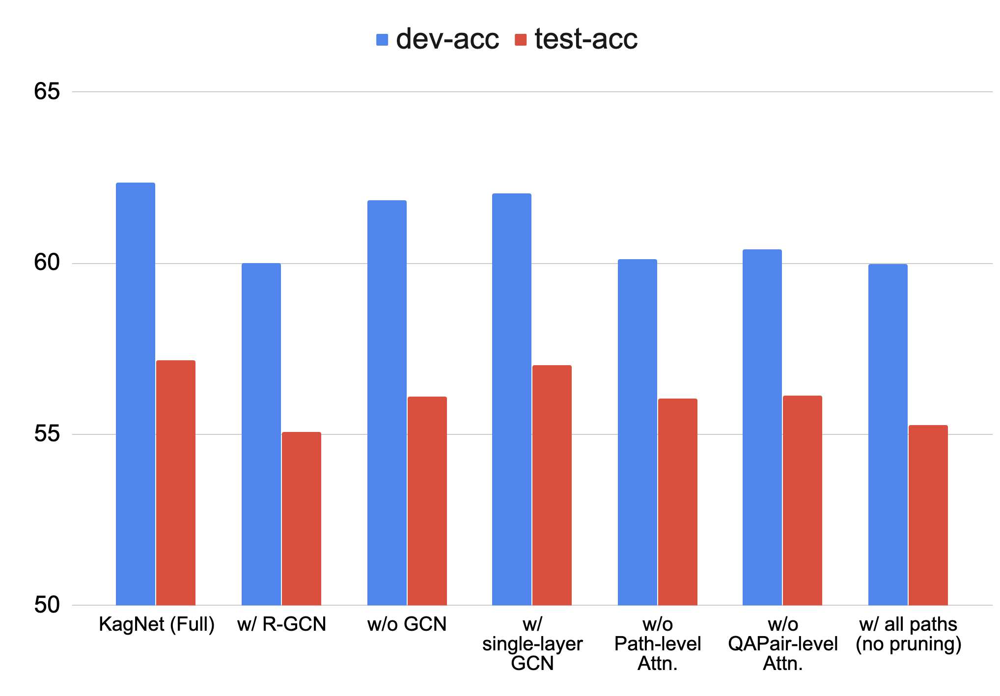 dev-acc test-acc
65
60
55
50
KagNet (Full)
w/ R-GCN
w/o GCN
w/
single-layer
GCN
w/o
Path-level
Attn.
w/o
QAPair-level
Attn.
w/ all paths
(no pruning)